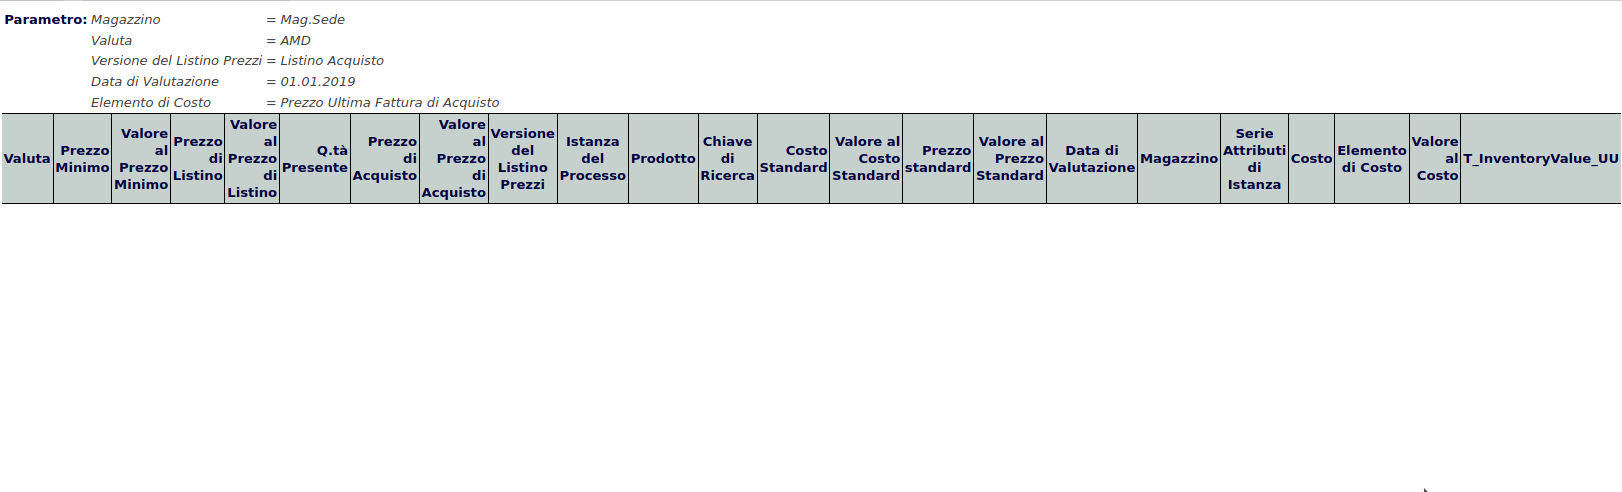 Parametro: Magazzino = Mag.Sede
Valuta = AMD
Versione del Listino Prezzi = Listino Acquisto
Data di Valutazione = 01.01.2019
Elemento di Costo = Prezzo Ultima Fattura di Acquisto
Valuta
Prezzo
Minimo
Valore
al
Prezzo
Minimo
Prezzo
di
Listino
Valore
al
Prezzo
di
Listino
Q.tà
Presente
Prezzo
di
Acquisto
Valore
al
Prezzo
di
Acquisto
Versione
del
Listino
Prezzi
Istanza
del
Processo
Prodotto
Chiave
di
Ricerca
Costo
Standard
Valore al
Costo
Standard
Prezzo
standard
Valore al
Prezzo
Standard
Data di
Valutazione
Magazzino
Serie
Attributi
di
Istanza
Costo
Elemento
di Costo
Valore
al
Costo
T_InventoryValue_UU